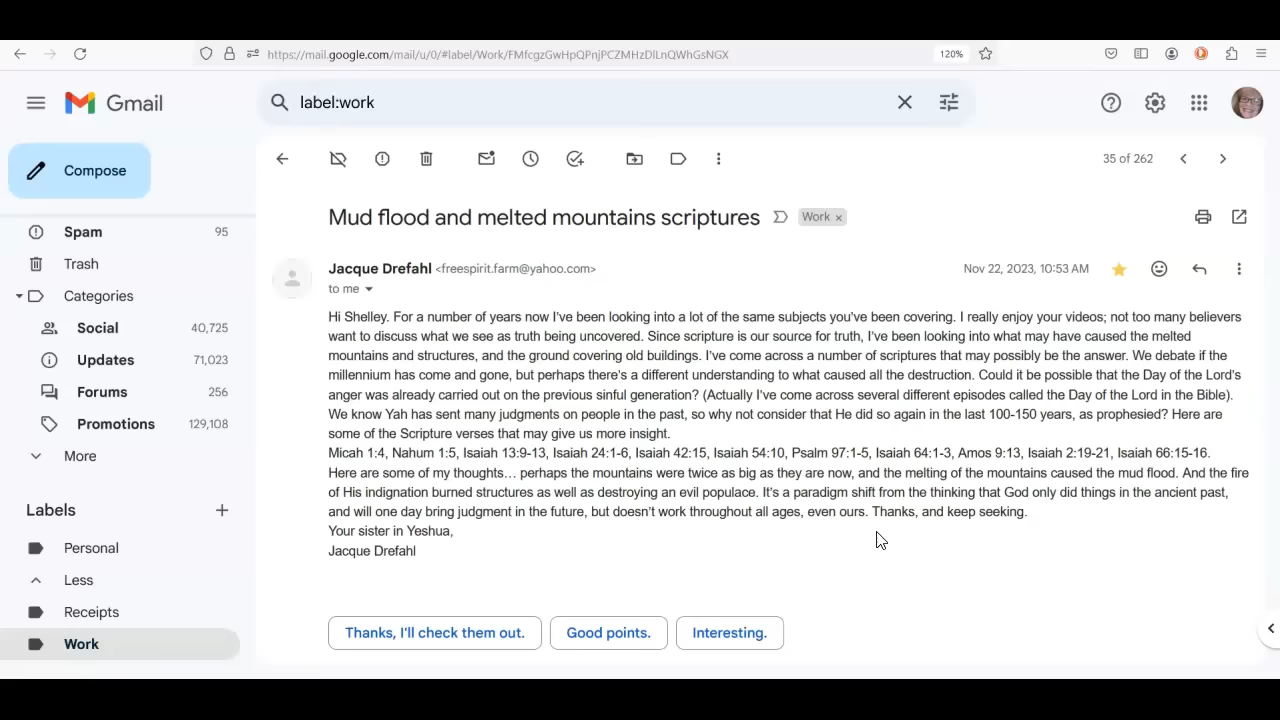 https://mail.google.com/mail/u/0/#label/Work/FMfcgzGwHpQPnjPCZMHzDlLnQWhGsNGX
120%
Gmail
label:work
Compose
35 of 262
Spam 95
Trash
Categories
Social 40,725
Updates 71,023
Forums 256
Promotions 129,108
More
Labels
Personal
Less
Receipts
Work
Mud flood and melted mountains scriptures
Work ×
Jacque Drefahl <freespirit.farm@yahoo.com>
Nov 22, 2023, 10:53 AM
to me
Hi Shelley. For a number of years now I've been looking into a lot of the same subjects you've been covering. I really enjoy your videos; not too many believers
want to discuss what we see as truth being uncovered. Since scripture is our source for truth, I've been looking into what may have caused the melted
mountains and structures, and the ground covering old buildings. I've come across a number of scriptures that may possibly be the answer. We debate if the
millennium has come and gone, but perhaps there's a different understanding to what caused all the destruction. Could it be possible that the Day of the Lord's
anger was already carried out on the previous sinful generation? (Actually I've come across several different episodes called the Day of the Lord in the Bible).
We know Yah has sent many judgments on people in the past, so why not consider that He did so again in the last 100-150 years, as prophesied? Here are
some of the Scripture verses that may give us more insight.
Micah 1:4, Nahum 1:5, Isaiah 13:9-13, Isaiah 24:1-6, Isaiah 42:15, Isaiah 54:10, Psalm 97:1-5, Isaiah 64:1-3, Amos 9:13, Isaiah 2:19-21, Isaiah 66:15-16.
Here are some of my thoughts… perhaps the mountains were twice as big as they are now, and the melting of the mountains caused the mud flood. And the fire
of His indignation burned structures as well as destroying an evil populace. It's a paradigm shift from the thinking that God only did things in the ancient past,
and will one day bring judgment in the future, but doesn't work throughout all ages, even ours. Thanks, and keep seeking.
Your sister in Yeshua,
Jacque Drefahl
Thanks, I'll check them out.
Good points.
Interesting.